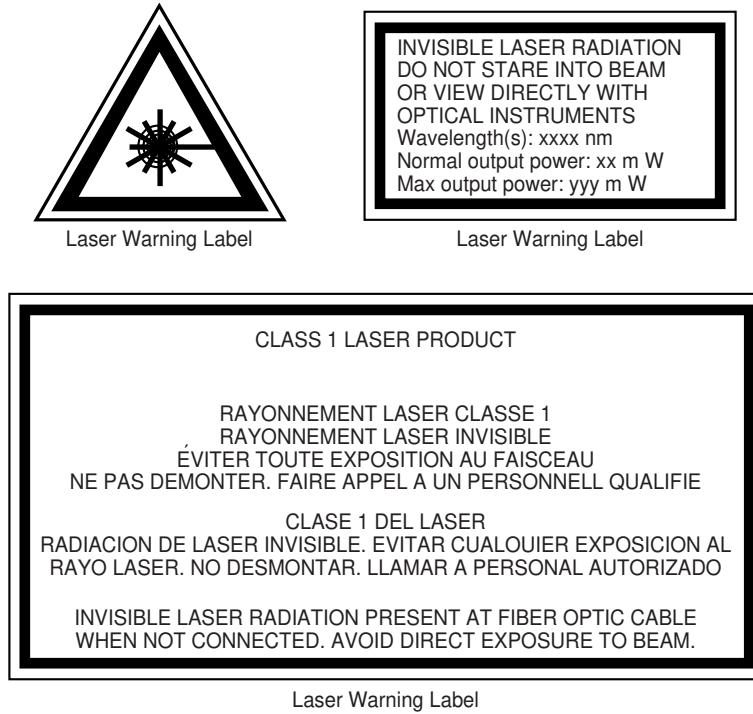 Laser Warning Label
INVISIBLE LASER RADIATION
DO NOT STARE INTO BEAM
OR VIEW DIRECTLY WITH
OPTICAL INSTRUMENTS
Wavelength(s): xxxx nm
Normal output power: xx m W
Max output power: yyy m W
Laser Warning Label
CLASS 1 LASER PRODUCT
RAYONNEMENT LASER CLASSE 1
RAYONNEMENT LASER INVISIBLE
ÉVITER TOUTE EXPOSITION AU FAISCEAU
NE PAS DEMONTER. FAIRE APPEL A UN PERSONNELL QUALIFIE
CLASE 1 DEL LASER
RADIACION DE LASER INVISIBLE. EVITAR CUALOUIER EXPOSICION AL
RAYO LASER. NO DESMONTAR. LLAMAR A PERSONAL AUTORIZADO
INVISIBLE LASER RADIATION PRESENT AT FIBER OPTIC CABLE
WHEN NOT CONNECTED. AVOID DIRECT EXPOSURE TO BEAM.
Laser Warning Label